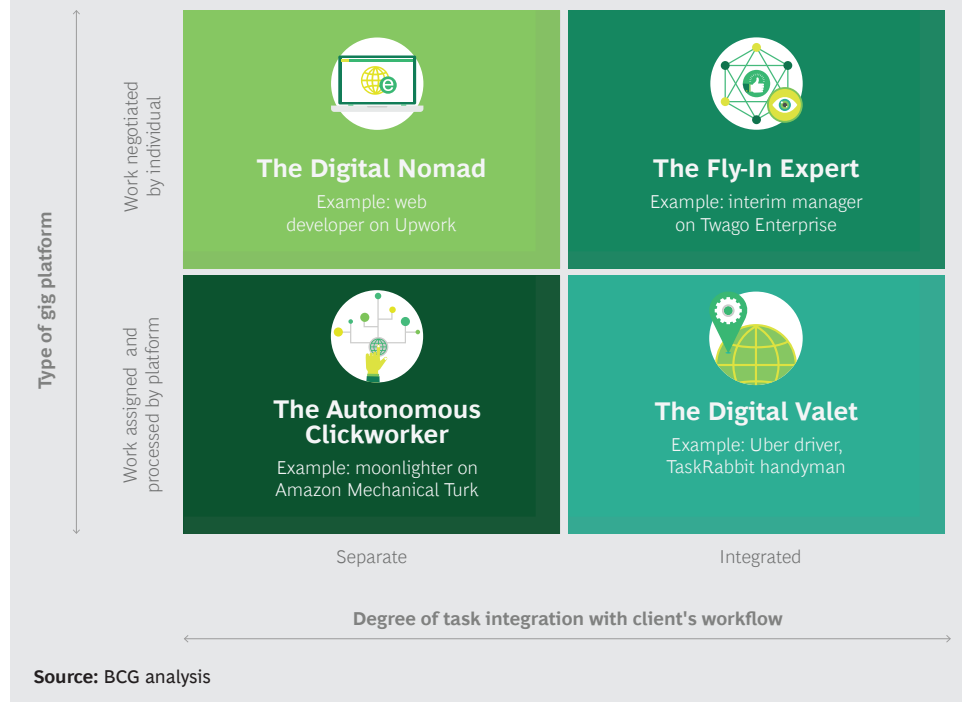 Type of gig platform
Work negotiated
by individual
The Digital Nomad
Example: web
developer on Upwork
The Fly-In Expert
Example: interim manager
on Twago Enterprise
Work assigned and
processed by platform
The Autonomous
Clickworker
Example: moonlighter on
Amazon Mechanical Turk
The Digital Valet
Example: Uber driver,
TaskRabbit handyman
Separate
Integrated
Degree of task integration with client's workflow
Source: BCG analysis